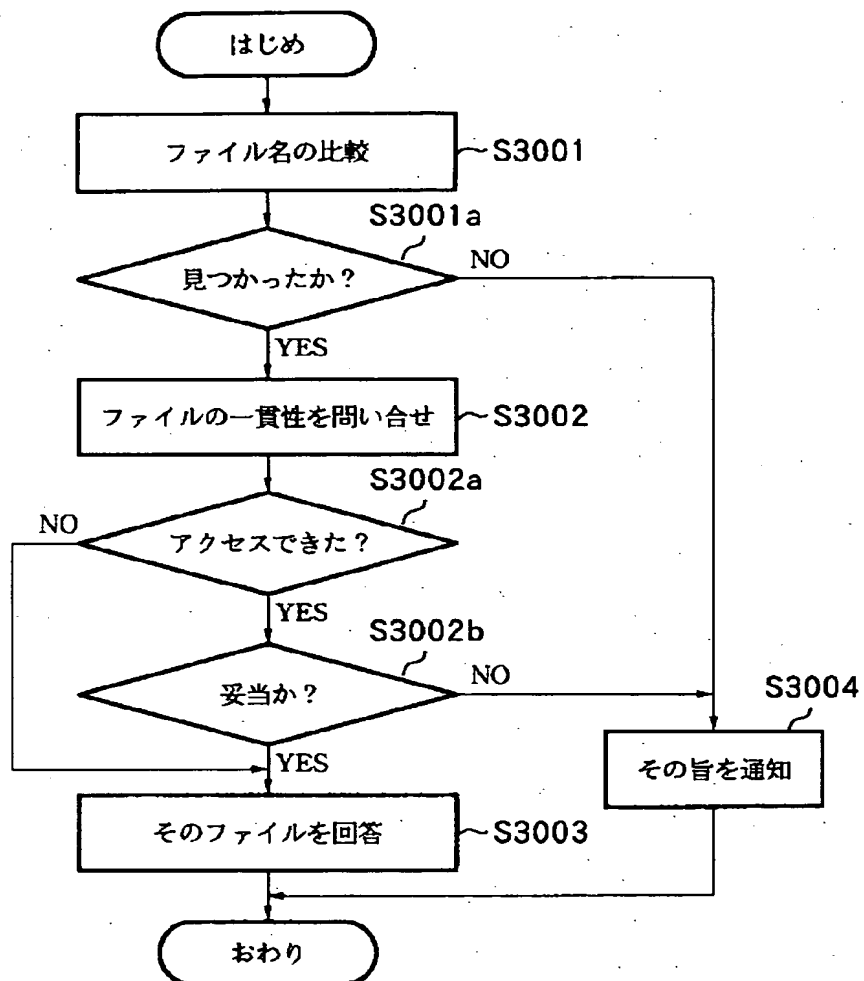 はじめ
ファイル名の比較
S3001
S3001a
見つかったか?
NO
YES
ファイルの一貫性を問い合せ
S3002
S3002a
NO
アクセスできた?
YES
S3002b
妥当か?
NO
S3004
YES
その旨を通知
そのファイルを回答
S3003
おわり